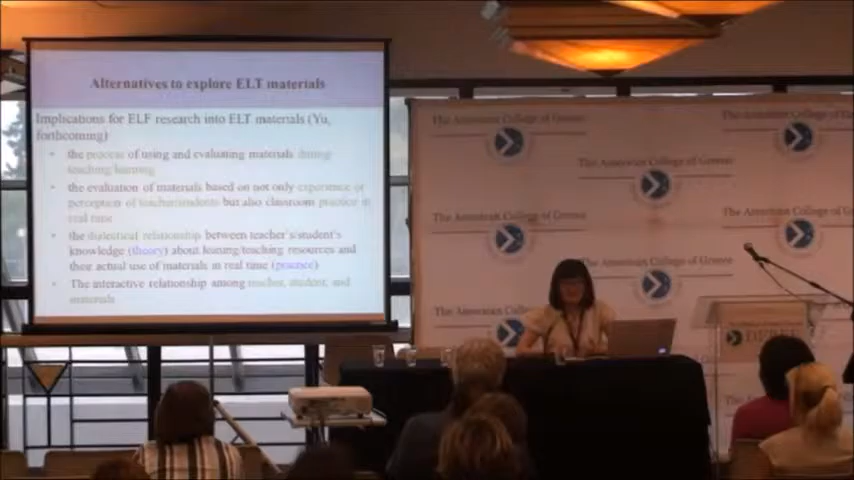 Alternatives to explore ELT materials
Implications for ELF research into ELT materials (Yu,
forthcoming)
• the process of using and evaluating materials during
teaching/learning
• the evaluation of materials based on not only experience or
perception of teacher/students but also classroom practice in
real time
• the dialectical relationship between teacher's/student's
knowledge (theory) about leaning/teaching resources and
their actual use of materials in real time (practice)
• The interactive relationship among teacher, student, and
materials
The American College of Greece
The American College of
The American College of Greece
The American College of Greece
The American College of G
College of Greece
The American Col
DEREE